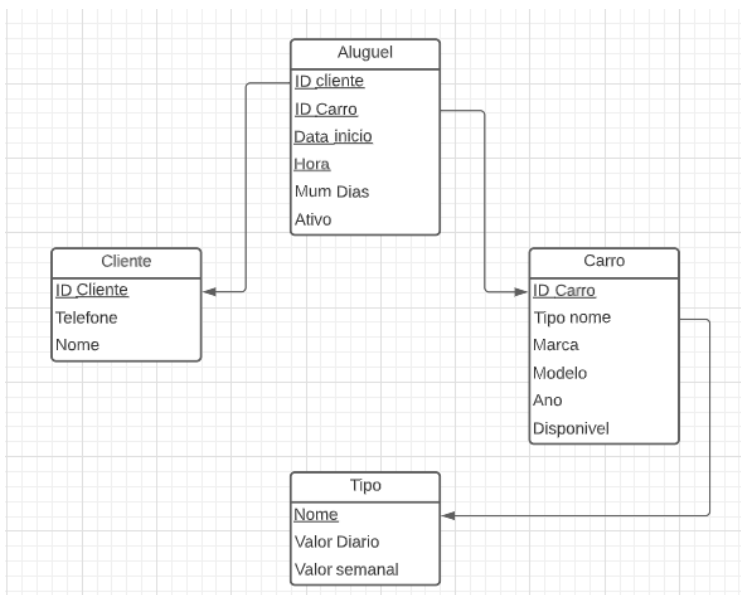 Aluguel
ID cliente
ID Carro
Data inicio
Hora
Mum Dias
Ativo
Cliente
ID Cliente
Telefone
Nome
Carro
ID Carro
Tipo nome
Marca
Modelo
Ano
Disponivel
Tipo
Nome
Valor Diario
Valor semanal